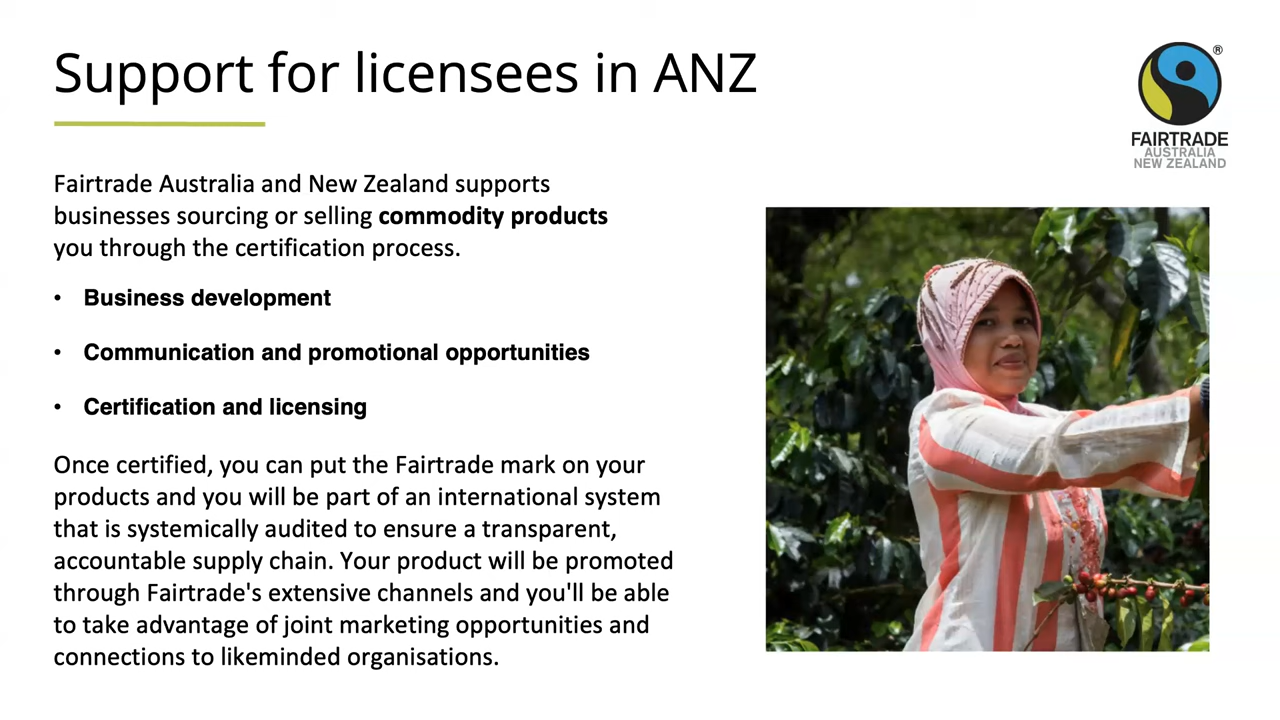 Support for licensees in ANZ
®
FAIRTRADE
AUSTRALIA
NEW ZEALAND
Fairtrade Australia and New Zealand supports
businesses sourcing or selling commodity products
you through the certification process.
• Business development
• Communication and promotional opportunities
• Certification and licensing
Once certified, you can put the Fairtrade mark on your
products and you will be part of an international system
that is systemically audited to ensure a transparent,
accountable supply chain. Your product will be promoted
through Fairtrade's extensive channels and you'll be able
to take advantage of joint marketing opportunities and
connections to likeminded organisations.